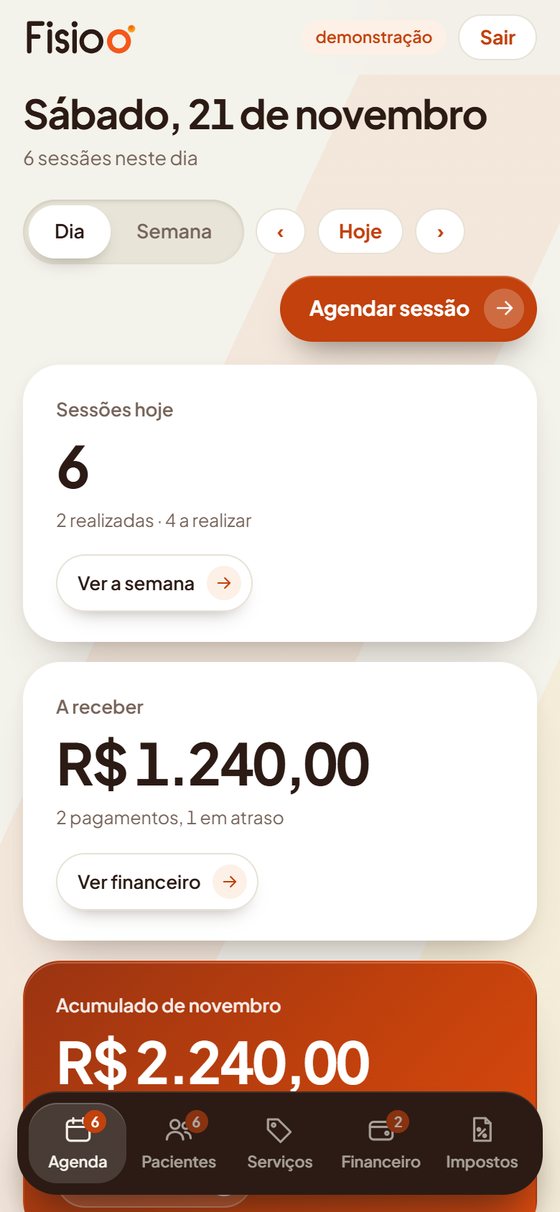 Fisio
demonstração
Sair
Sábado, 21 de novembro
6 sessães neste dia
Dia
Semana
‹
Hoje
›
Agendar sessão →
Sessões hoje
6
2 realizadas · 4 a realizar
Ver a semana →
A receber
R$ 1.240,00
2 pagamentos, 1 em atraso
Ver financeiro →
Acumulado de novembro
R$ 2.240,00
6
6
2
Agenda
Pacientes
Serviços
Financeiro
Impostos